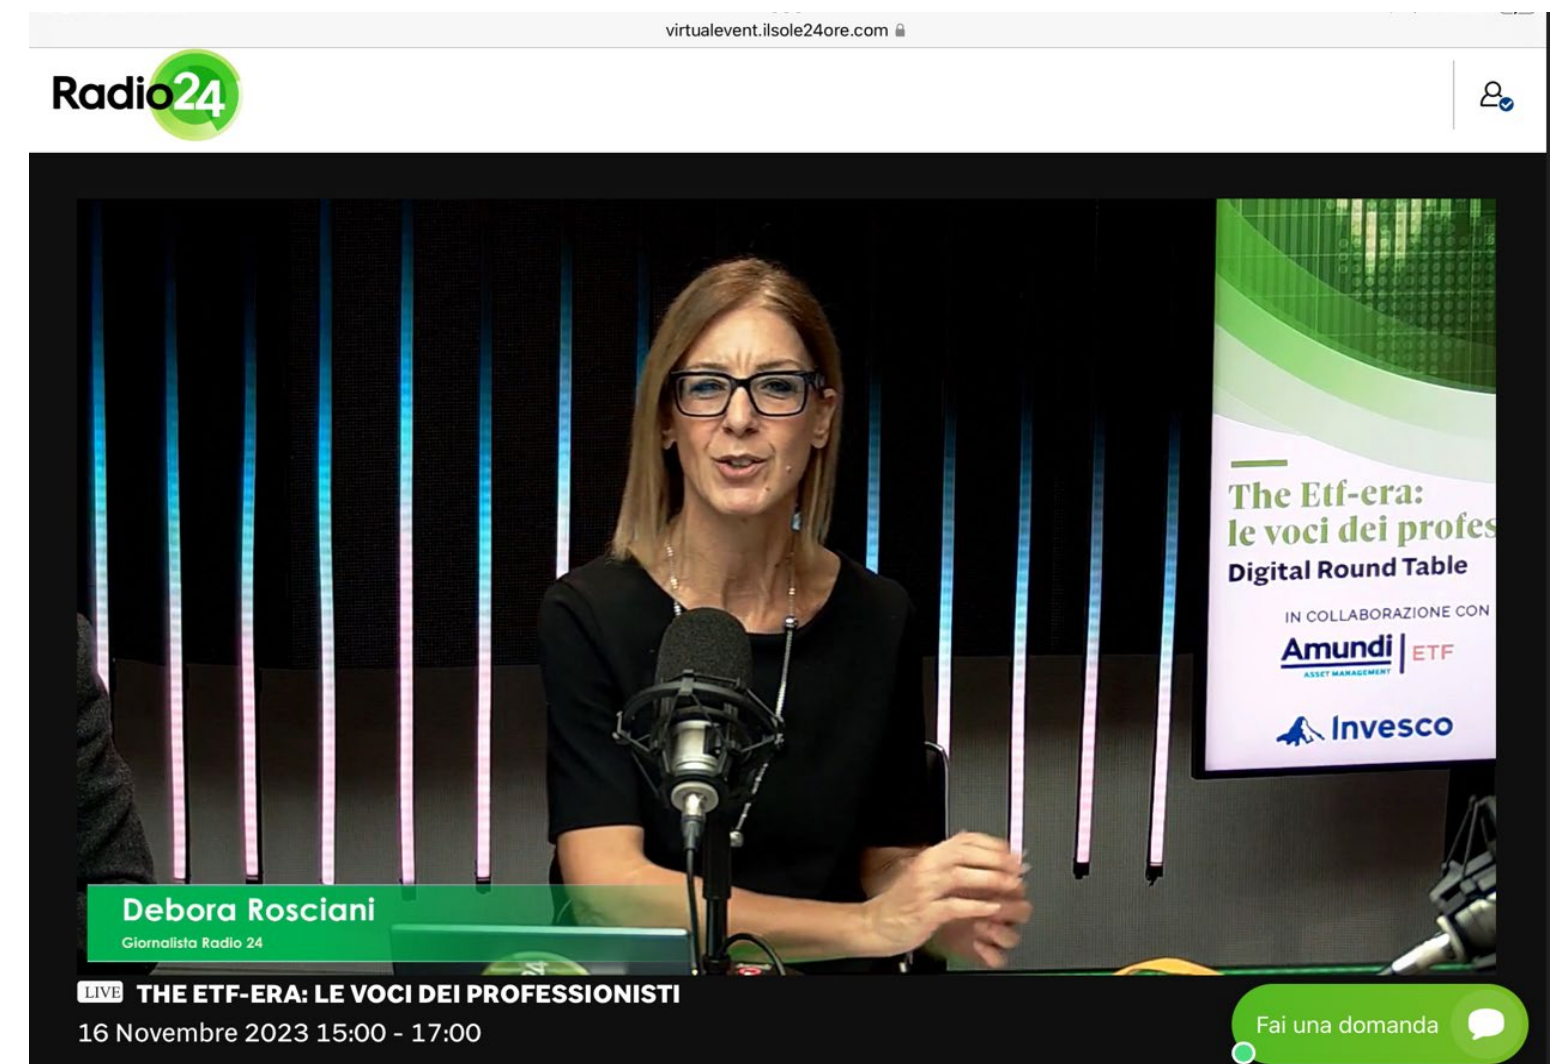 virtualevent.ilsole24ore.com
Radio24
The Etf-era:
le voci dei profes
Digital Round Table
IN COLLABORAZIONE CON
Amundi ETF
ASSET MANAGEMENT
Invesco
Debora Rosciani
Giornalista Radio 24
24
LIVE THE ETF-ERA: LE VOCI DEI PROFESSIONISTI
16 Novembre 2023 15:00 - 17:00
Fai una domanda